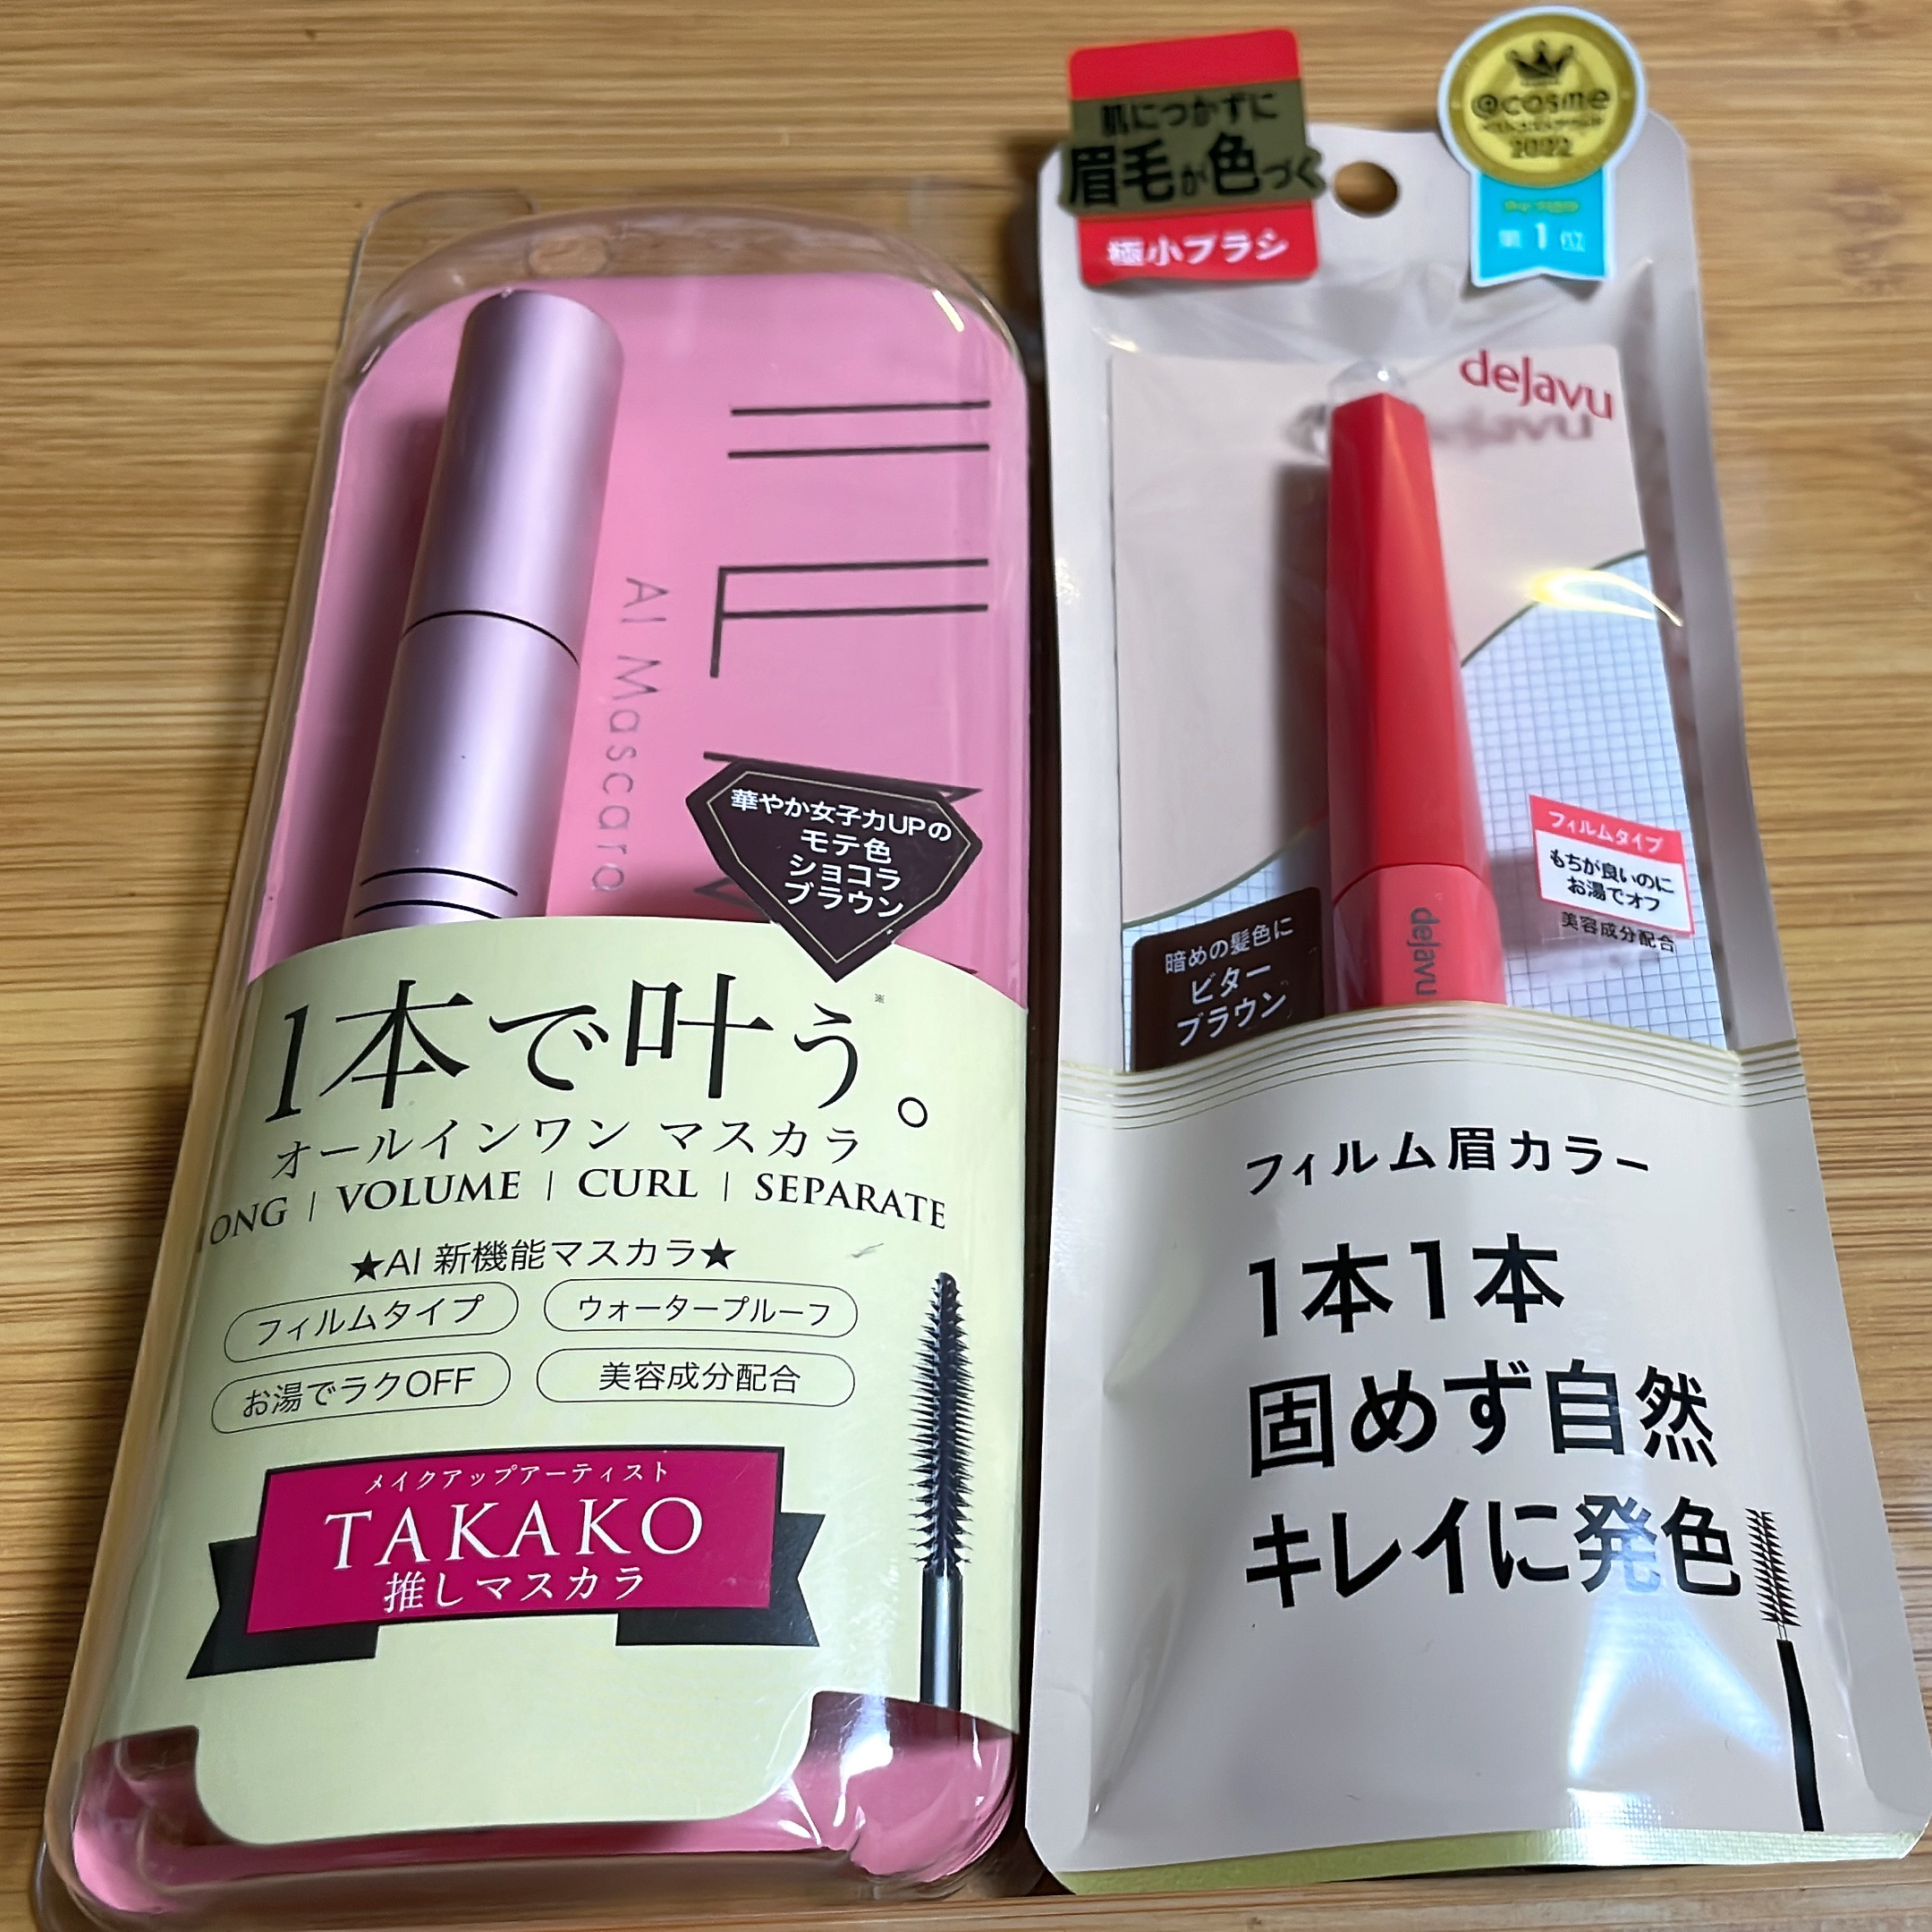 AI Mascara
華やか女子力UPの
モテ色
ショコラ
ブラウン
1本で叶う。
※
オールインワン マスカラ
ONG | VOLUME | CURL | SEPARATE
★AI 新機能マスカラ★
フィルムタイプ
ウォータープルーフ
お湯でラクOFF
美容成分配合
メイクアップアーティスト
TAKAKO
推しマスカラ
肌につかずに
眉毛が色づく
極小ブラシ
@cosme
2022
第1位
dejavu
フィルムタイプ
もちが良いのに
お湯でオフ
美容成分配合
暗めの髪色に
ビター
ブラウン
dejavu
フィルム眉カラー
1本1本
固めず自然
キレイに発色